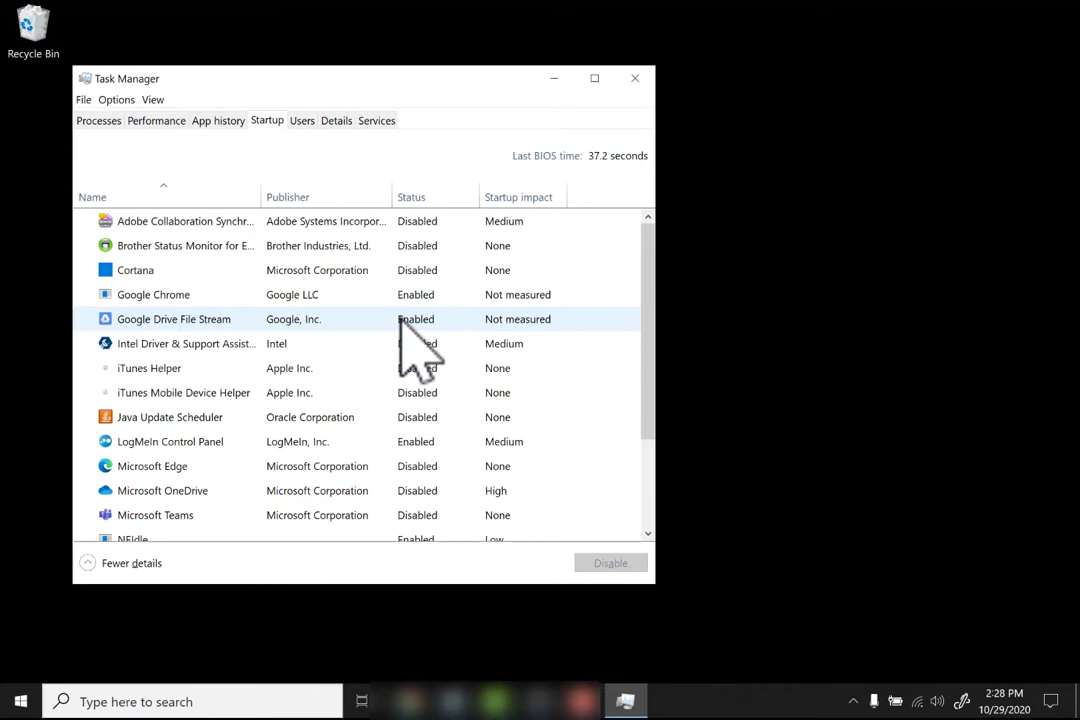 Recycle Bin
Task Manager
File Options View
Processes Performance App history Startup Users Details Services
Last BIOS time: 37.2 seconds
Name Publisher Status Startup impact
Adobe Collaboration Synchr... Adobe Systems Incorpor... Disabled Medium
Brother Status Monitor for E... Brother Industries, Ltd. Disabled None
Cortana Microsoft Corporation Disabled None
Google Chrome Google LLC Enabled Not measured
Google Drive File Stream Google, Inc. Enabled Not measured
Intel Driver & Support Assist... Intel Medium
iTunes Helper Apple Inc. Disabled None
iTunes Mobile Device Helper Apple Inc. Disabled None
Java Update Scheduler Oracle Corporation Disabled None
LogMeIn Control Panel LogMeIn, Inc. Enabled Medium
Microsoft Edge Microsoft Corporation Disabled None
Microsoft OneDrive Microsoft Corporation Disabled High
Microsoft Teams Microsoft Corporation Disabled None
Enabled Low
Fewer details Disable
Type here to search
2:28 PM
10/29/2020